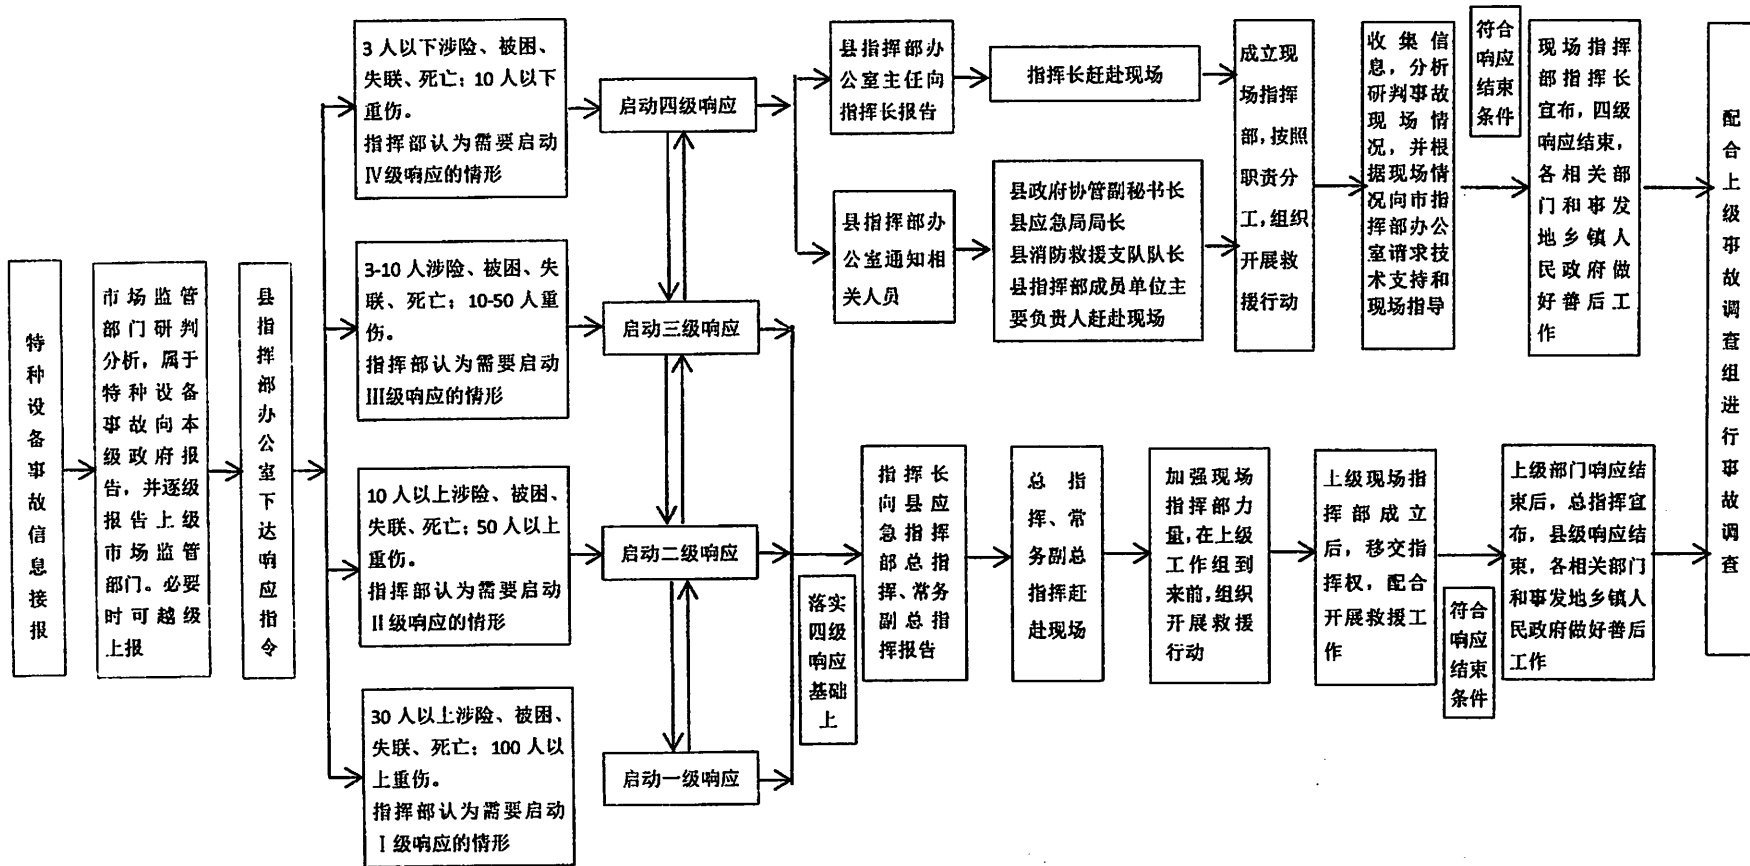 特种设备事故信息接报
市场监管
部门研判
分析，属于
特种设备
事故向本
级政府报
告，并逐级
报告上级
市场监管
部门。必要
时可越级
上报
县指挥部办公室下达响应指令
3 人以下涉险、被困、
失联、死亡；10 人以下
重伤。
指挥部认为需要启动
Ⅳ级响应的情形
3-10 人涉险、被困、失
联、死亡；10-50 人重
伤。
指挥部认为需要启动
III级响应的情形
10 人以上涉险、被困、
失联、死亡；50 人以上
重伤。
指挥部认为需要启动
II级响应的情形
30 人以上涉险、被困、
失联、死亡；100 人以
上重伤。
指挥部认为需要启动
Ⅰ级响应的情形
启动四级响应
启动三级响应
启动二级响应
启动一级响应
县指挥部办
公室主任向
指挥长报告
指挥长赶赴现场
县指挥部办
公室通知相
关人员
县政府协管副秘书长
县应急局局长
县消防救援支队队长
县指挥部成员单位主
要负责人赶赴现场
成立现
场指挥
部，按照
职责分
工，组织
开展救
援行动
收集信
息，分析
研判事故
现场情
况，并根
据现场情
况向市指
挥部办公
室请求技
术支持和
现场指导
符合
响应
结束
条件
现场指挥
部指挥长
宣布，四级
响应结束，
各相关部
门和事发
地乡镇人
民政府做
好善后工
作
落实
四级
响应
基础
上
指挥长
向县应
急指挥
部总指
挥、常务
副总指
挥报告
总指
挥、常
务副总
指挥赶
赴现场
加强现场
指挥部力
量，在上级
工作组到
来前，组织
开展救援
行动
上级现场指
挥部成立
后，移交指
挥权，配合
开展救援工
作
符合
响应
结束
条件
上级部门响应结
束后，总指挥宣
布，县级响应结
束，各相关部门
和事发地乡镇人
民政府做好善后
工作
配合上级事故调查组进行事故调查